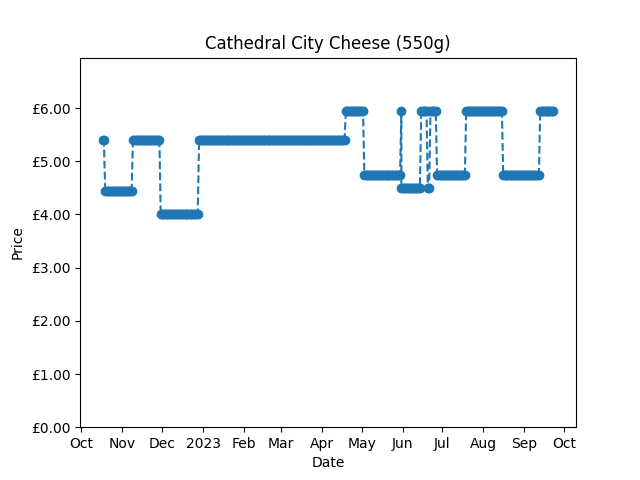 Cathedral City Cheese (550g)
£6.00
£5.00
£4.00
£3.00
£2.00
£1.00
£0.00
Price
Oct Nov Dec 2023 Feb Mar Apr May Jun Jul Aug Sep Oct
Date